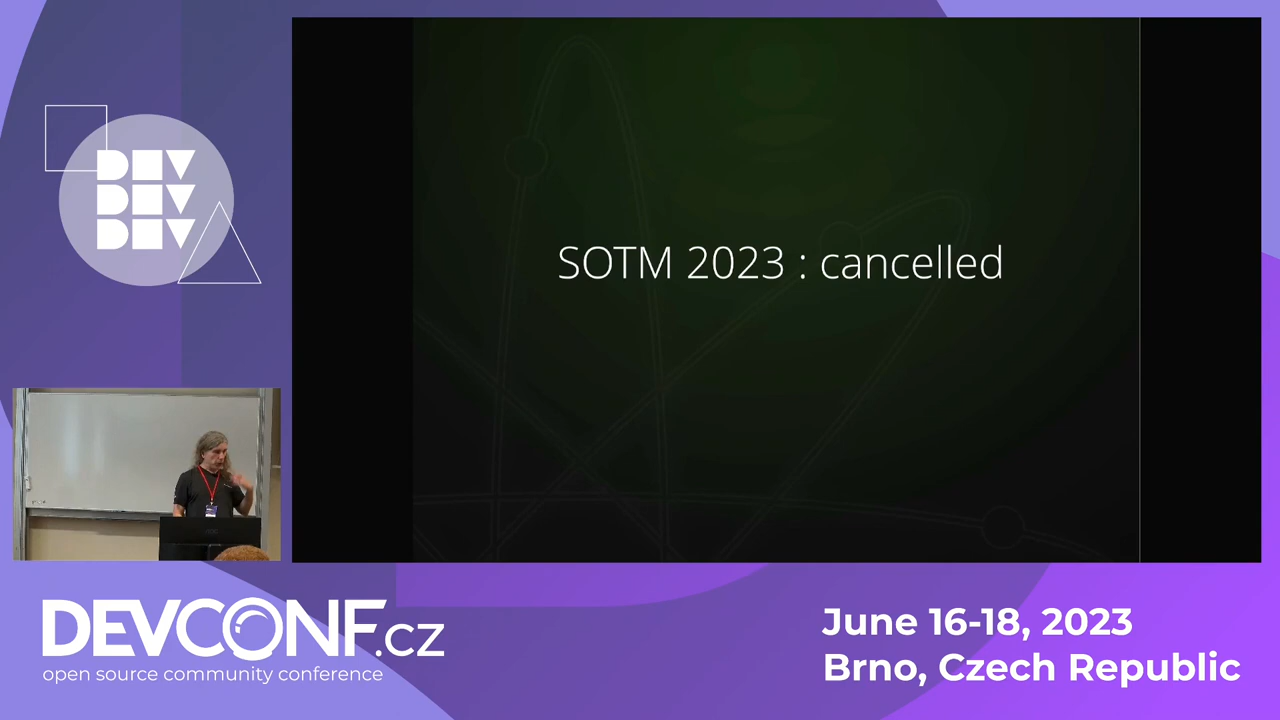 DEV
DEV
DEV
SOTM 2023 : cancelled
DEVCONF.cz
open source community conference
June 16-18, 2023
Brno, Czech Republic